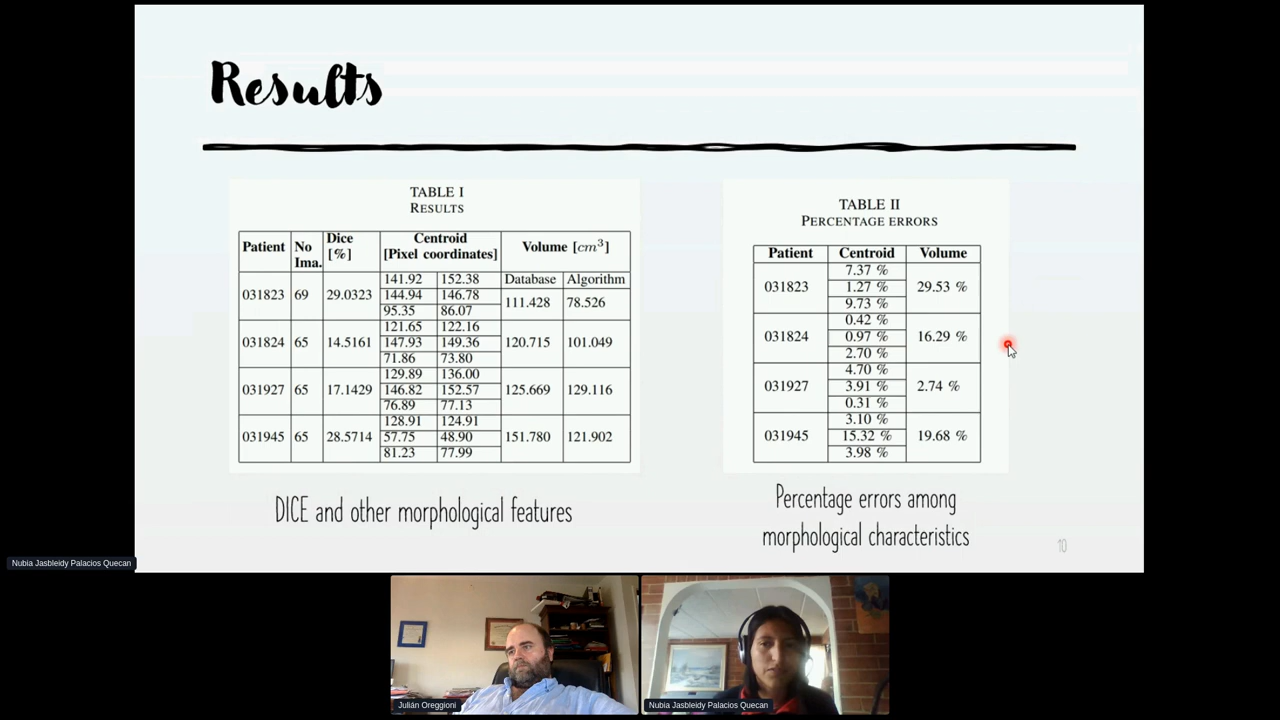 Results
TABLE I
RESULTS
Patient No Ima. Dice [%] Centroid [Pixel coordinates] Volume [cm³]
Database Algorithm
031823 69 29.0323 141.92 152.38 111.428 78.526
144.94 146.78
95.35 86.07
031824 65 14.5161 121.65 122.16 120.715 101.049
147.93 149.36
71.86 73.80
031927 65 17.1429 129.89 136.00 125.669 129.116
146.82 152.57
76.89 77.13
031945 65 28.5714 128.91 124.91 151.780 121.902
57.75 48.90
81.23 77.99
DICE and other morphological features
TABLE II
PERCENTAGE ERRORS
Patient Centroid Volume
031823 7.37 % 29.53 %
1.27 %
9.73 %
031824 0.42 % 16.29 %
0.97 %
2.70 %
031927 4.70 % 2.74 %
3.91 %
0.31 %
031945 3.10 % 19.68 %
15.32 %
3.98 %
Percentage errors among
morphological characteristics
10
Nubia Jasbleidy Palacios Quecan
Julián Oreggioni
Nubia Jasbleidy Palacios Quecan